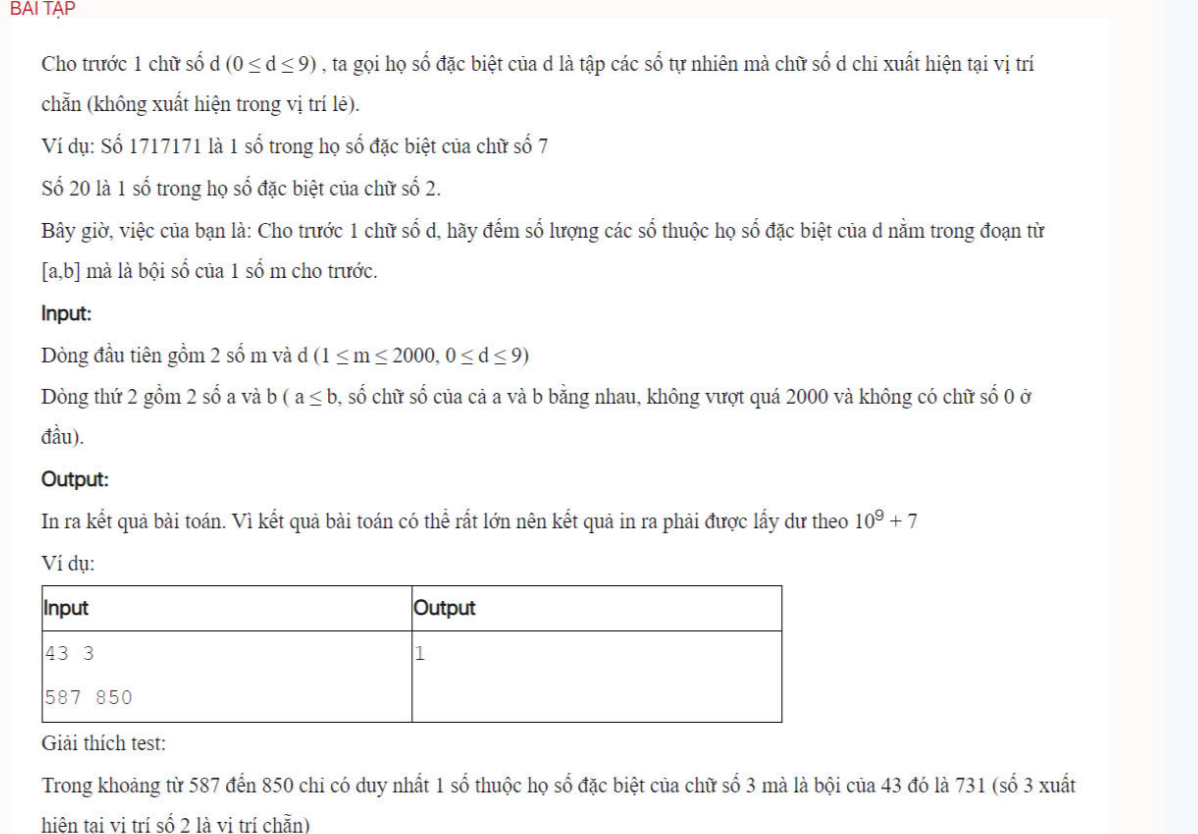 BÀI TẬP
Cho trước 1 chữ số d (0 ≤ d ≤ 9) , ta gọi họ số đặc biệt của d là tập các số tự nhiên mà chữ số d chỉ xuất hiện tại vị trí
chẵn (không xuất hiện trong vị trí lẻ).
Ví dụ: Số 1717171 là 1 số trong họ số đặc biệt của chữ số 7
Số 20 là 1 số trong họ số đặc biệt của chữ số 2.
Bây giờ, việc của bạn là: Cho trước 1 chữ số d, hãy đếm số lượng các số thuộc họ số đặc biệt của d nằm trong đoạn từ
[a,b] mà là bội số của 1 số m cho trước.
Input:
Dòng đầu tiên gồm 2 số m và d (1 ≤ m ≤ 2000, 0 ≤ d ≤ 9)
Dòng thứ 2 gồm 2 số a và b ( a ≤ b, số chữ số của cả a và b bằng nhau, không vượt quá 2000 và không có chữ số 0 ở
đầu).
Output:
In ra kết quả bài toán. Vì kết quả bài toán có thể rất lớn nên kết quả in ra phải được lấy dư theo 10⁹ + 7
Ví dụ:
Input Output
43 3 1
587 850
Giải thích test:
Trong khoảng từ 587 đến 850 chỉ có duy nhất 1 số thuộc họ số đặc biệt của chữ số 3 mà là bội của 43 đó là 731 (số 3 xuất
hiện tại vị trí số 2 là vị trí chẵn)